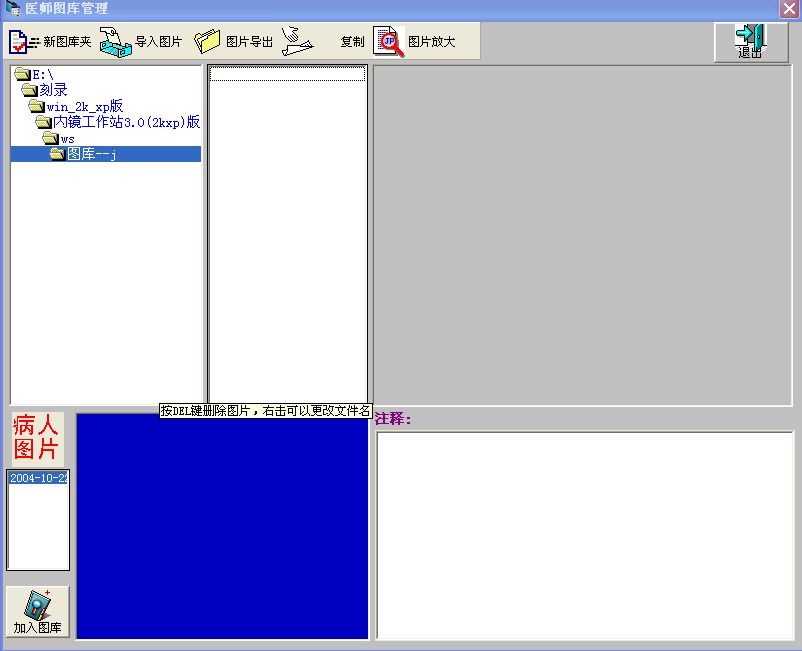 医师图库管理
新图库夹
导入图片
图片导出
复制
图片放大
退出
E:\
刻录
win_2k_xp版
内镜工作站3.0(2kxp)版
ws
图库--j
按DEL键删除图片，右击可以更改文件名
病人
图片
注释:
2004-10-22
加入图库